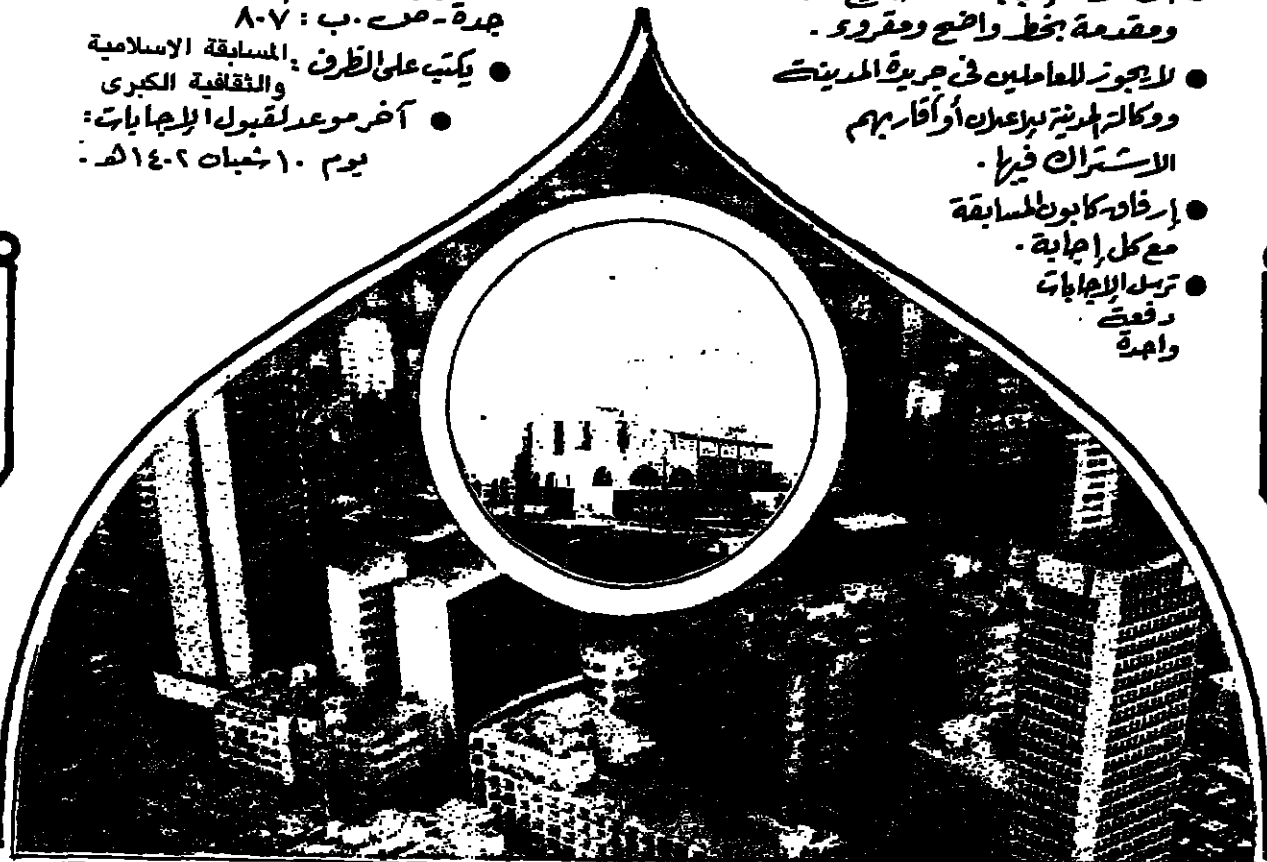 ومقدمة بخط واضح ومقروء .
● لا يجوز للعاملين في جريدة المدينة
ووكالة المدينة للإعلان أو أقاربهم
الاشتراك فيها .
● إرفاق كابون المسابقة
مع كل إجابة .
● ترسل الإجابات
دفعة
واحدة
جدة - ص . ب : ٨٠٧
● يكتب على الظرف : المسابقة الاسلامية
والثقافية الكبرى
● آخر موعد لقبول الإجابات :
يوم ١٠ شعبان ١٤٠٢ هـ .